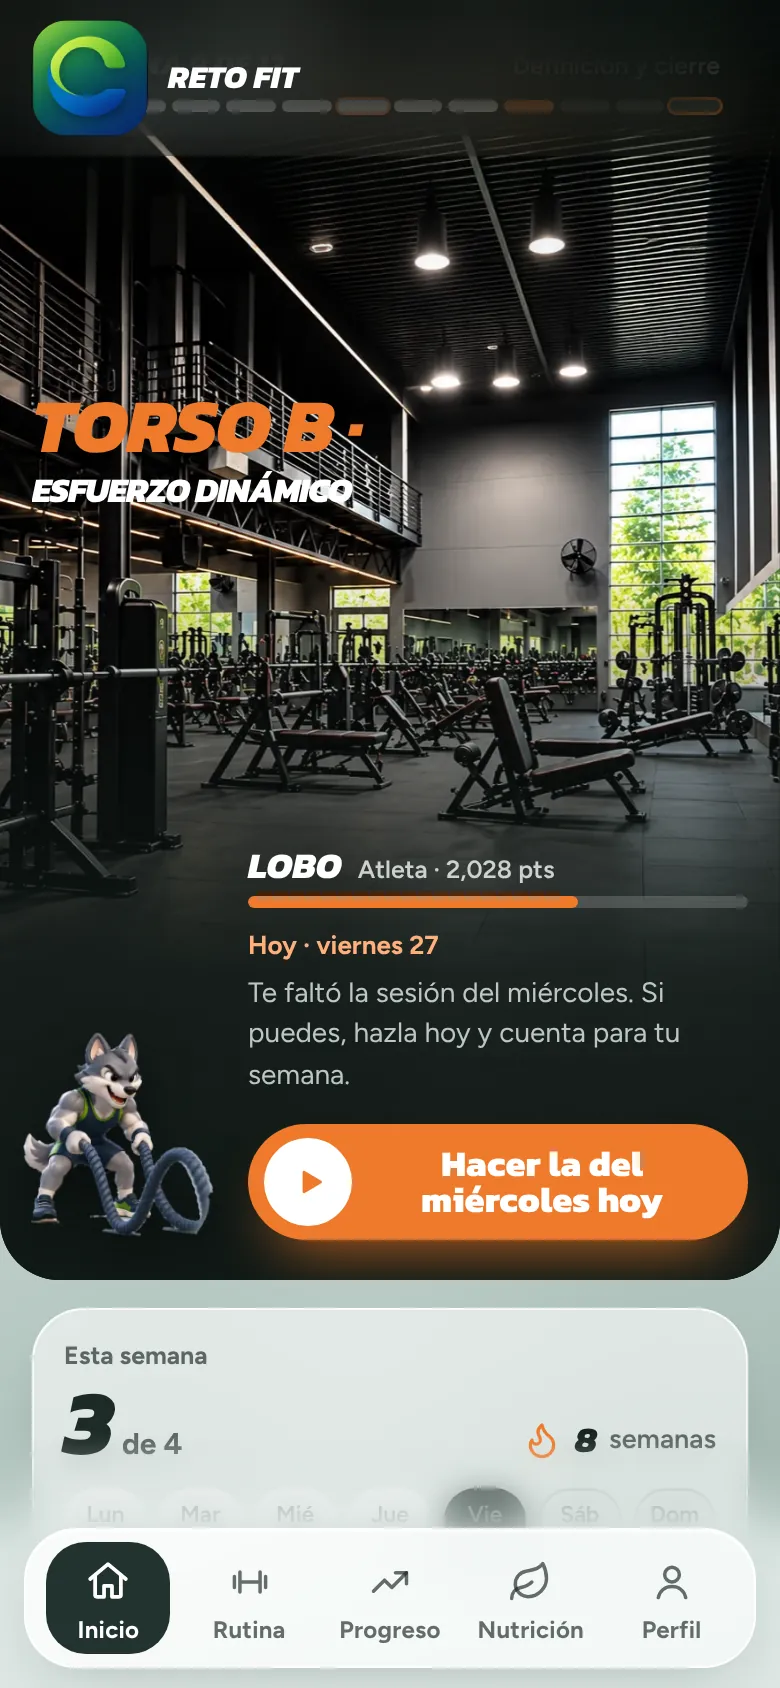 RETO FIT
Definición y cierre
TORSO B ·
ESFUERZO DINÁMICO
LOBO Atleta · 2,028 pts
Hoy · viernes 27
Te faltó la sesión del miércoles. Si
puedes, hazla hoy y cuenta para tu
semana.
Hacer la del
miércoles hoy
Esta semana
3 de 4
8 semanas
Lun Mar Mié Jue Vie Sáb Dom
Inicio Rutina Progreso Nutrición Perfil